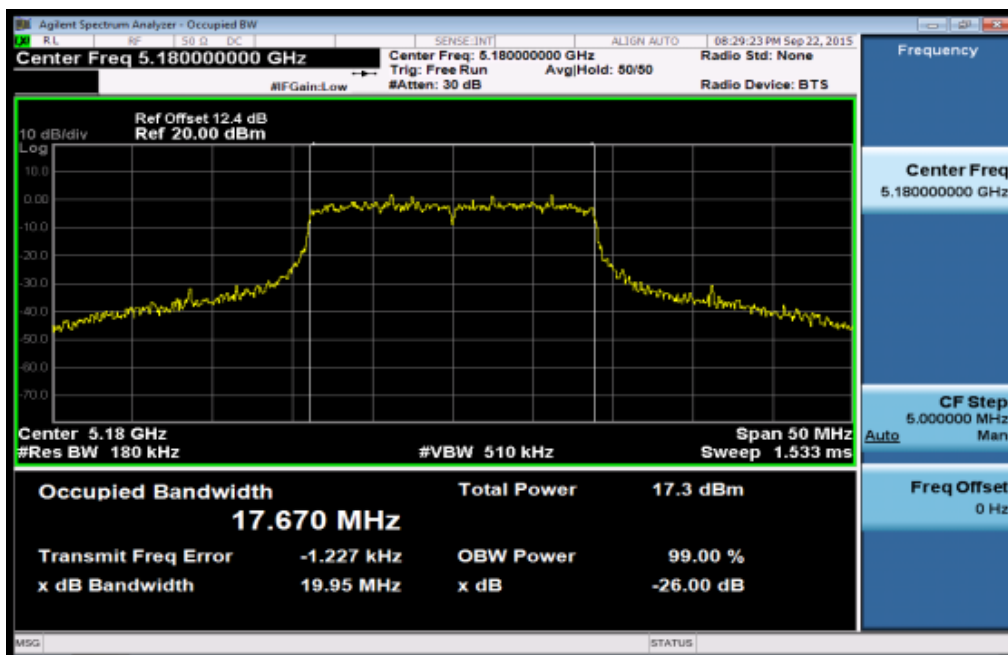 Agilent Spectrum Analyzer - Occupied BW
RL RF 50 Ω DC SENSE:INT ALIGN AUTO 08:29:23 PM Sep 22, 2015
Center Freq 5.180000000 GHz
Center Freq: 5.180000000 GHz Radio Std: None
Trig: Free Run Avg|Hold: 50/50
#IFGain:Low #Atten: 30 dB Radio Device: BTS
Ref Offset 12.4 dB
10 dB/div Ref 20.00 dBm
Log
10.0
0.00
-10.0
-20.0
-30.0
-40.0
-50.0
-60.0
-70.0
Center 5.18 GHz Span 50 MHz
#Res BW 180 kHz #VBW 510 kHz Sweep 1.533 ms
Occupied Bandwidth Total Power 17.3 dBm
17.670 MHz
Transmit Freq Error -1.227 kHz OBW Power 99.00 %
x dB Bandwidth 19.95 MHz x dB -26.00 dB
MSG STATUS
Frequency
Center Freq
5.180000000 GHz
CF Step
5.000000 MHz
Auto Man
Freq Offset
0 Hz